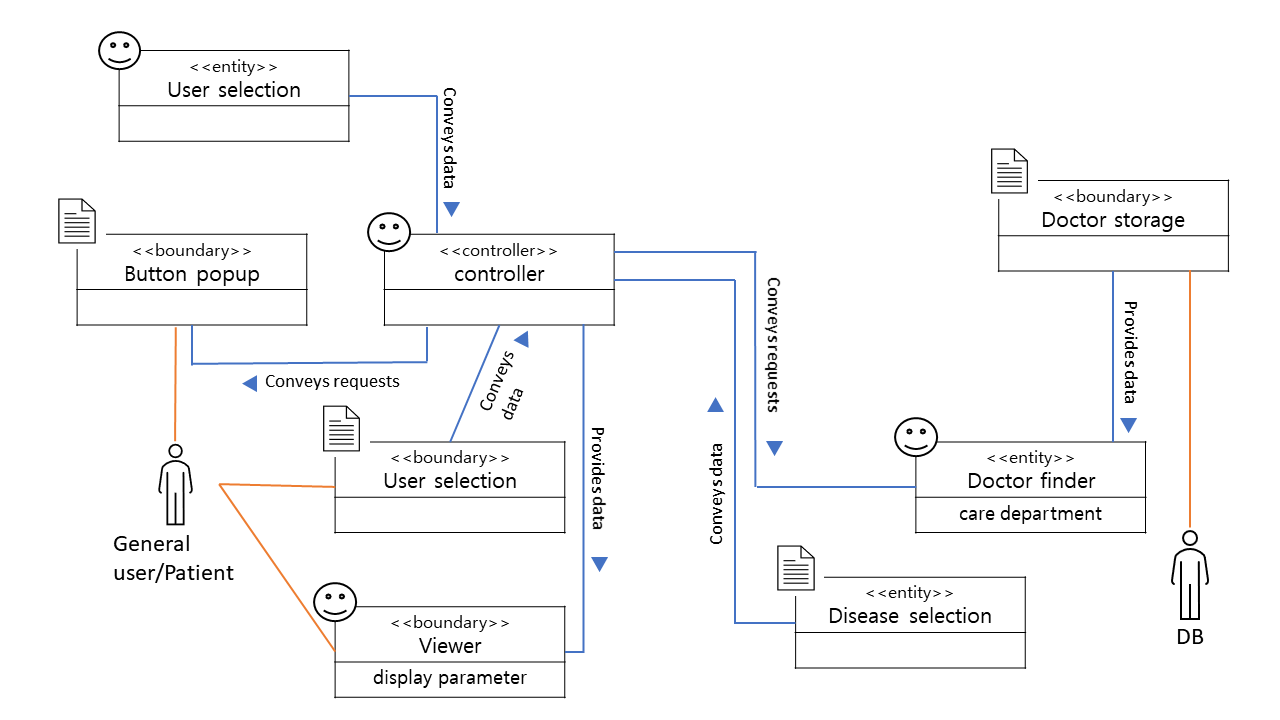 <<entity>>
User selection
Conveys data
<<boundary>>
Doctor storage
<<boundary>>
Button popup
<<controller>>
controller
Conveys requests
Provides data
Conveys requests
Conveys
data
<<boundary>>
User selection
Provides data
Conveys data
<<entity>>
Doctor finder
care department
General
user/Patient
<<boundary>>
Viewer
display parameter
<<entity>>
Disease selection
DB